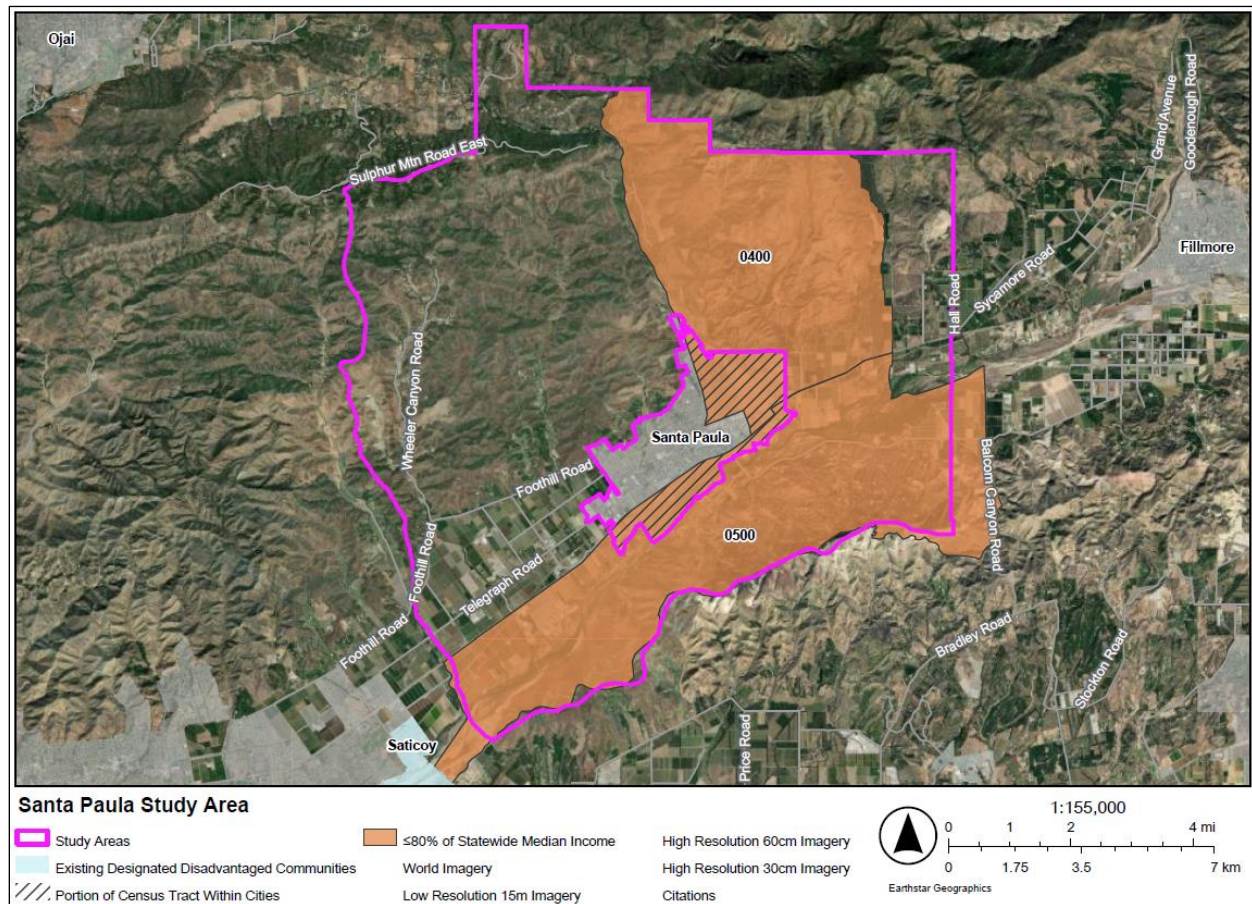 Ojai
Grand Avenue
Goodenough Road
Sulphur Mtn Road East
Fillmore
0400
Sycamore Road
Hall Road
Wheeler Canyon Road
Santa Paula
Foothill Road
Balcom Canyon Road
0500
Foothill Road
Telegraph Road
Foothill Road
Bradley Road
Stockton Road
Saticoy
Price Road
Santa Paula Study Area
Study Areas
Existing Designated Disadvantaged Communities
Portion of Census Tract Within Cities
≤80% of Statewide Median Income
World Imagery
Low Resolution 15m Imagery
High Resolution 60cm Imagery
High Resolution 30cm Imagery
Citations
1:155,000
0 1 2 4 mi
0 1.75 3.5 7 km
Earthstar Geographics